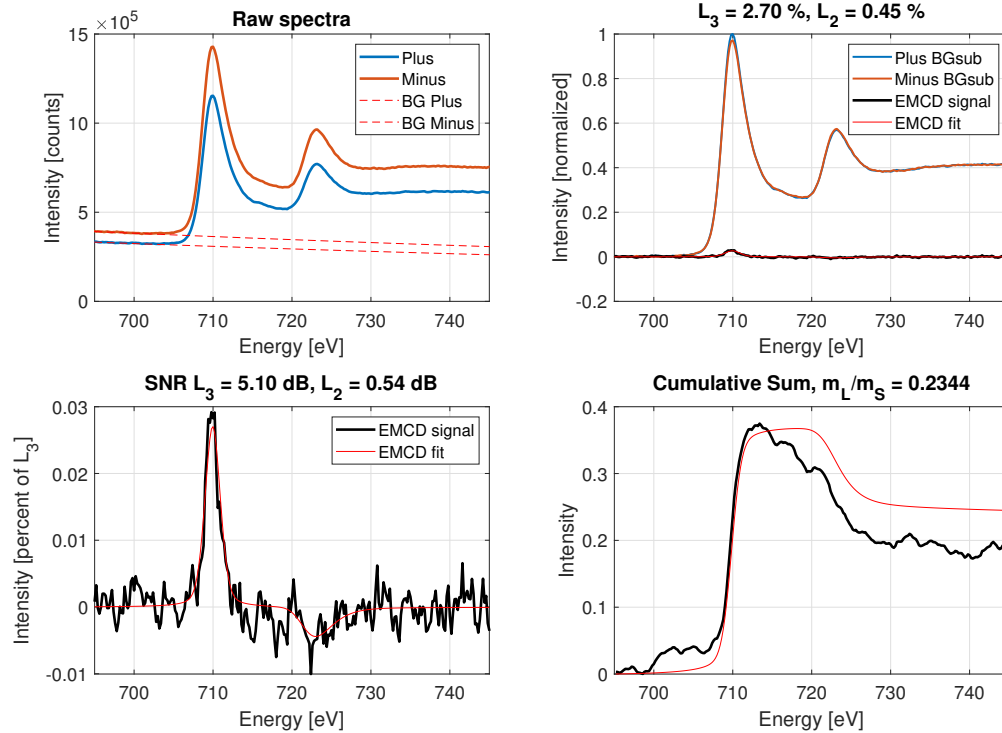 Raw spectra
×10⁵
15
10
5
0
Intensity [counts]
Plus
Minus
BG Plus
BG Minus
700 710 720 730 740
Energy [eV]
L₃ = 2.70 %, L₂ = 0.45 %
1
0.8
0.6
0.4
0.2
0
-0.2
Intensity [normalized]
Plus BGsub
Minus BGsub
EMCD signal
EMCD fit
700 710 720 730 740
Energy [eV]
SNR L₃ = 5.10 dB, L₂ = 0.54 dB
0.03
0.02
0.01
0
-0.01
Intensity [percent of L₃]
EMCD signal
EMCD fit
700 710 720 730 740
Energy [eV]
Cumulative Sum, m_L/m_S = 0.2344
0.4
0.3
0.2
0.1
0
Intensity
700 710 720 730 740
Energy [eV]